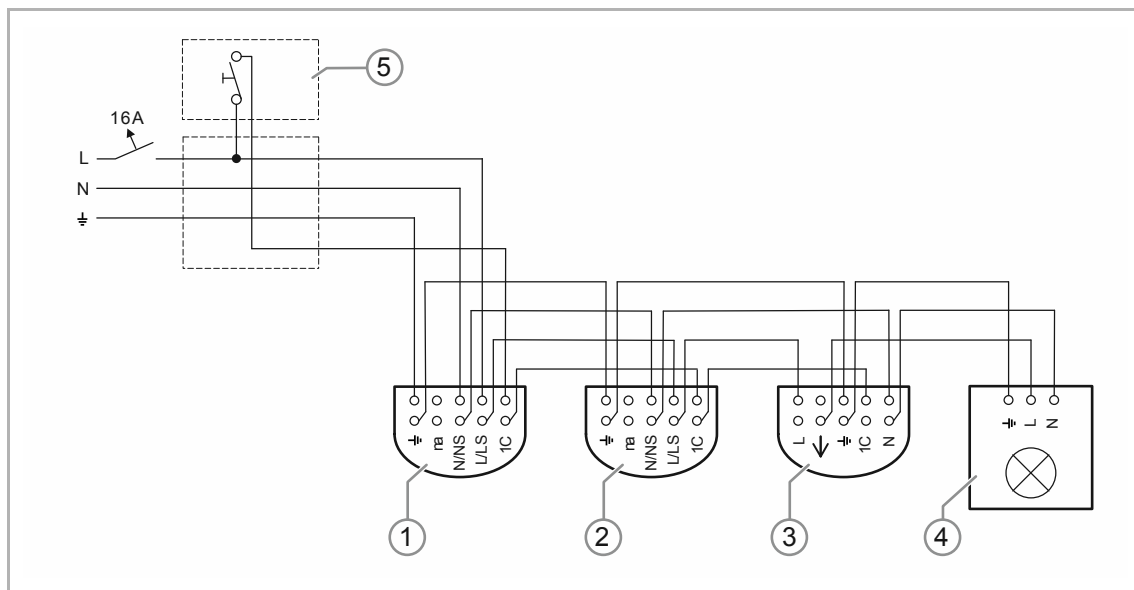 5
16A
L
N
⏚
⏚ na N/NS L/LS 1C
⏚ na N/NS L/LS 1C
L ↓ ⏚ 1C N
⏚ L N
1
2
3
4